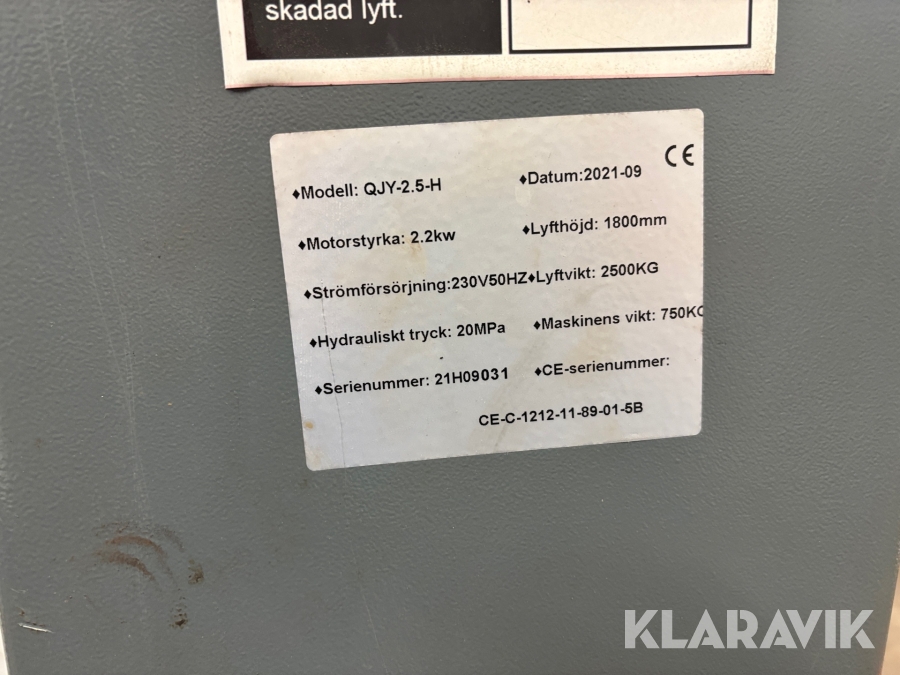 skadad lyft.
CE
♦Modell: QJY-2.5-H ♦Datum:2021-09
♦Motorstyrka: 2.2kw ♦Lyfthöjd: 1800mm
♦Strömförsörjning:230V50HZ♦Lyftvikt: 2500KG
♦Hydrauliskt tryck: 20MPa ♦Maskinens vikt: 750KG
♦Serienummer: 21H09031 ♦CE-serienummer:
CE-C-1212-11-89-01-5B
KLARAVIK